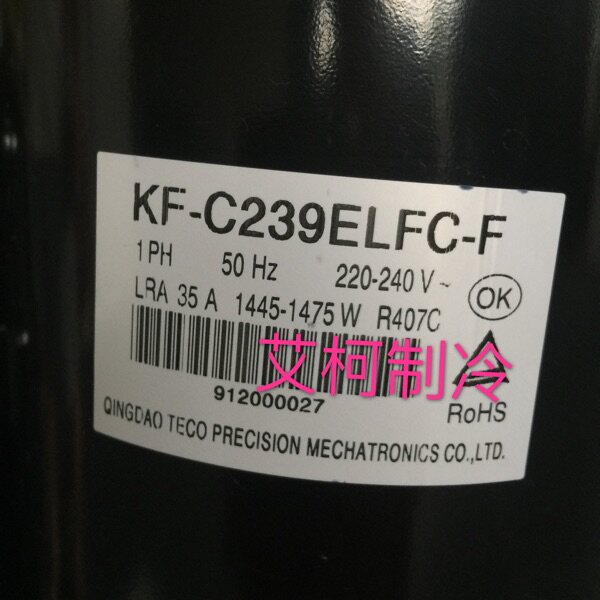 KF-C239ELFC-F
1 PH 50 Hz 220-240 V ~
LRA 35 A 1445-1475 W R407C
OK
艾柯制冷
912000027
RoHS
QINGDAO TECO PRECISION MECHATRONICS CO.,LTD.